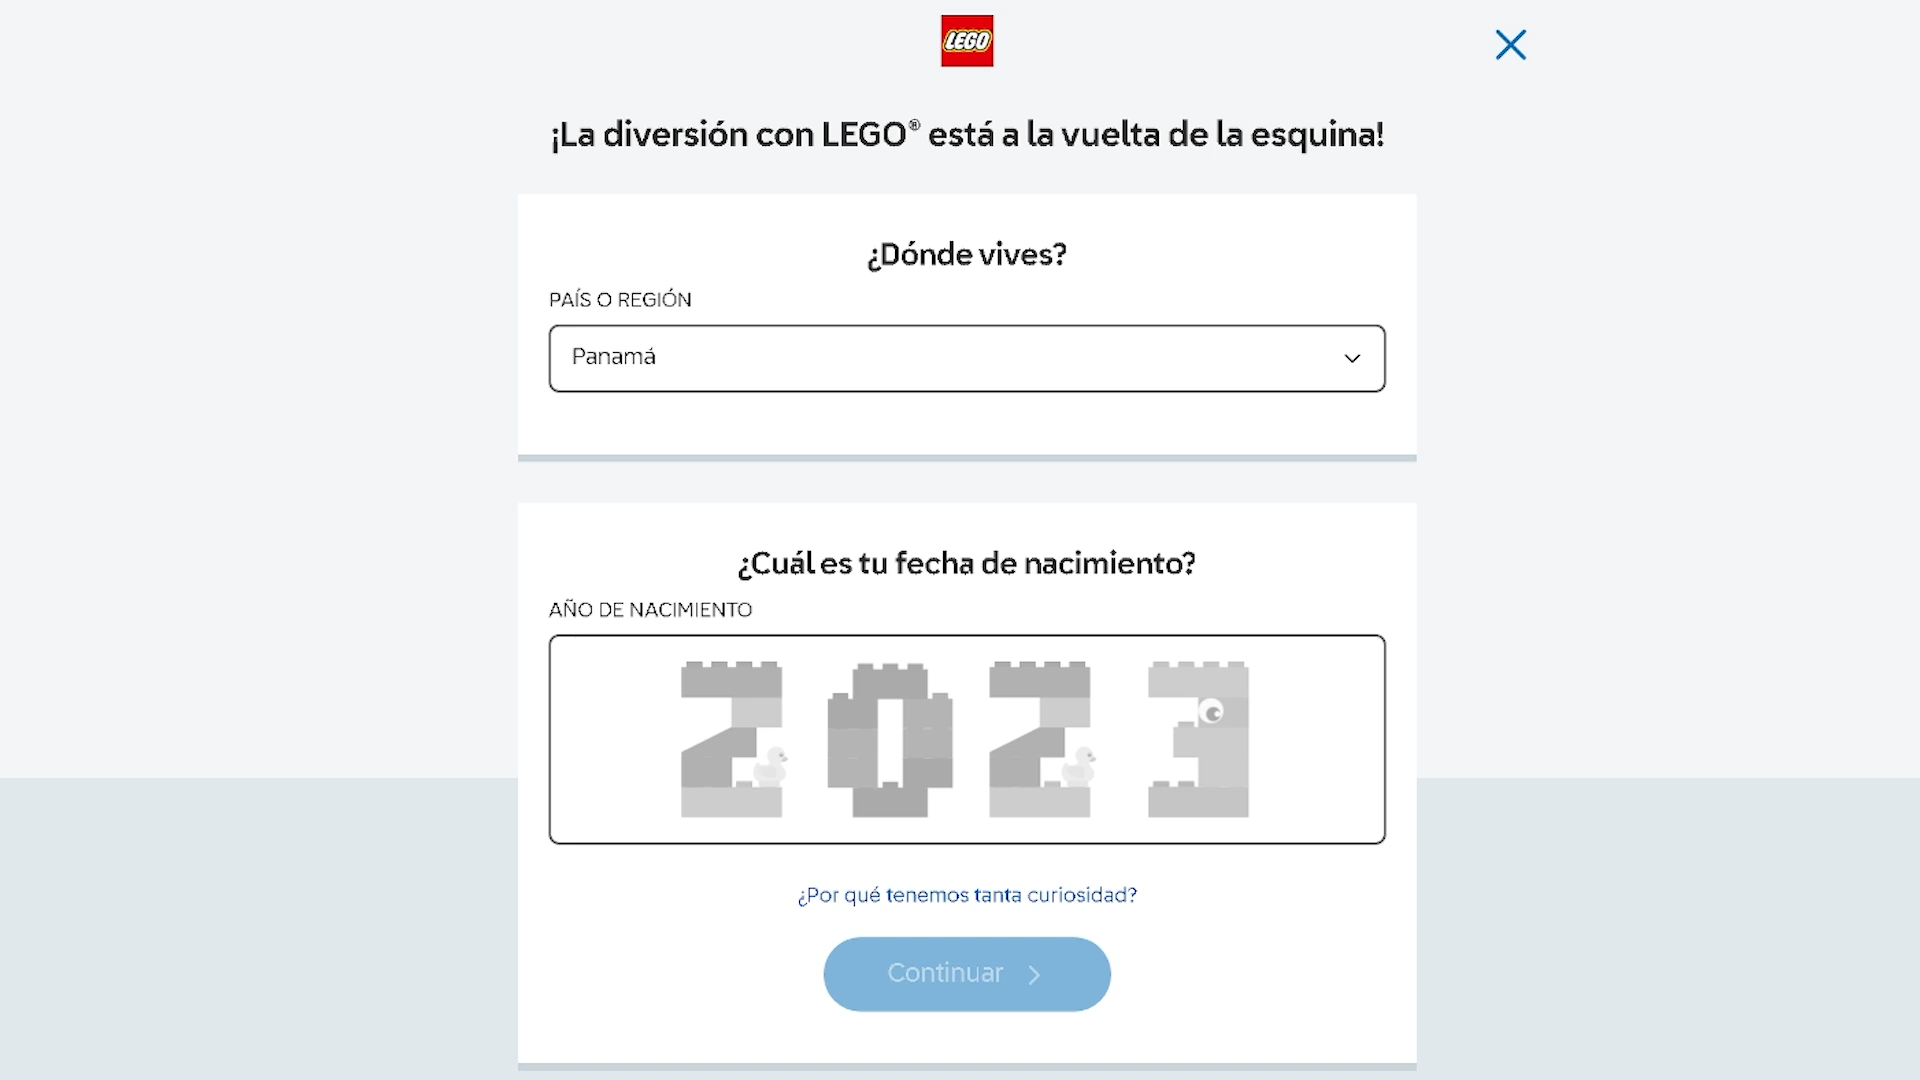 LEGO
¡La diversión con LEGO® está a la vuelta de la esquina!
¿Dónde vives?
PAÍS O REGIÓN
Panamá
¿Cuál es tu fecha de nacimiento?
AÑO DE NACIMIENTO
2023
¿Por qué tenemos tanta curiosidad?
Continuar